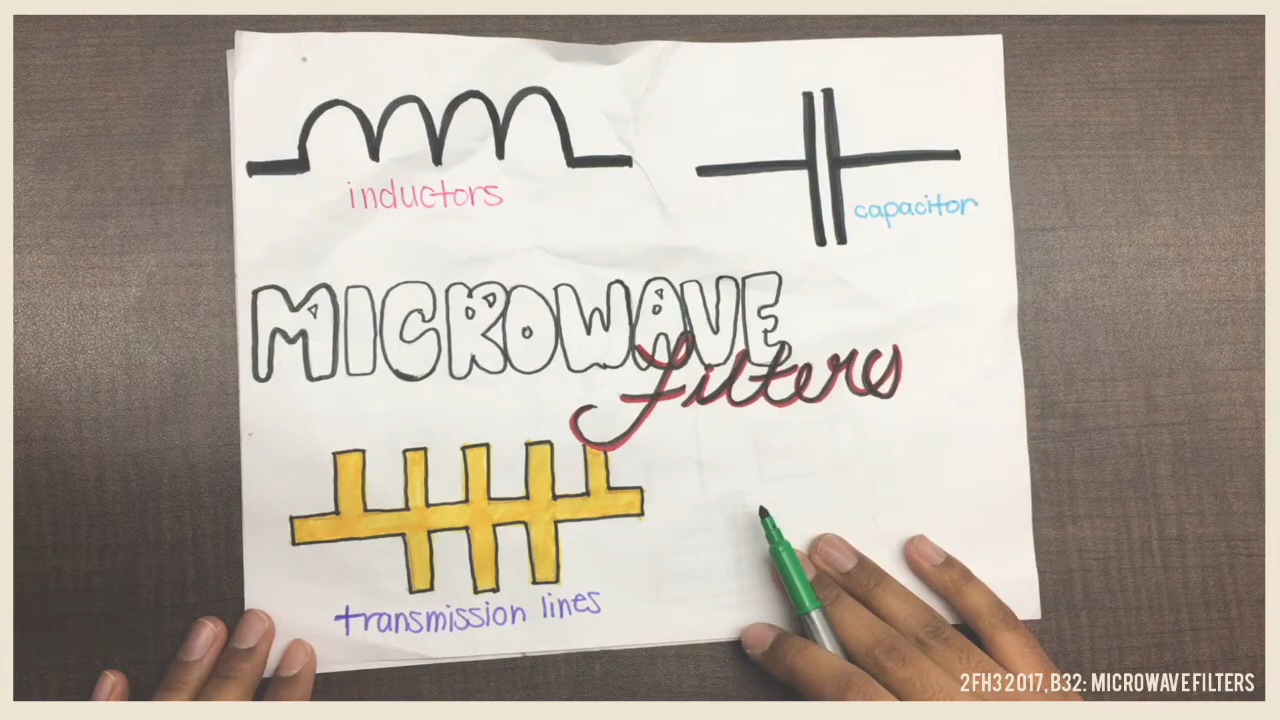 inductors
capacitor
MICROWAVE
Filters
transmission lines
2FH3 2017, B32: MICROWAVE FILTERS